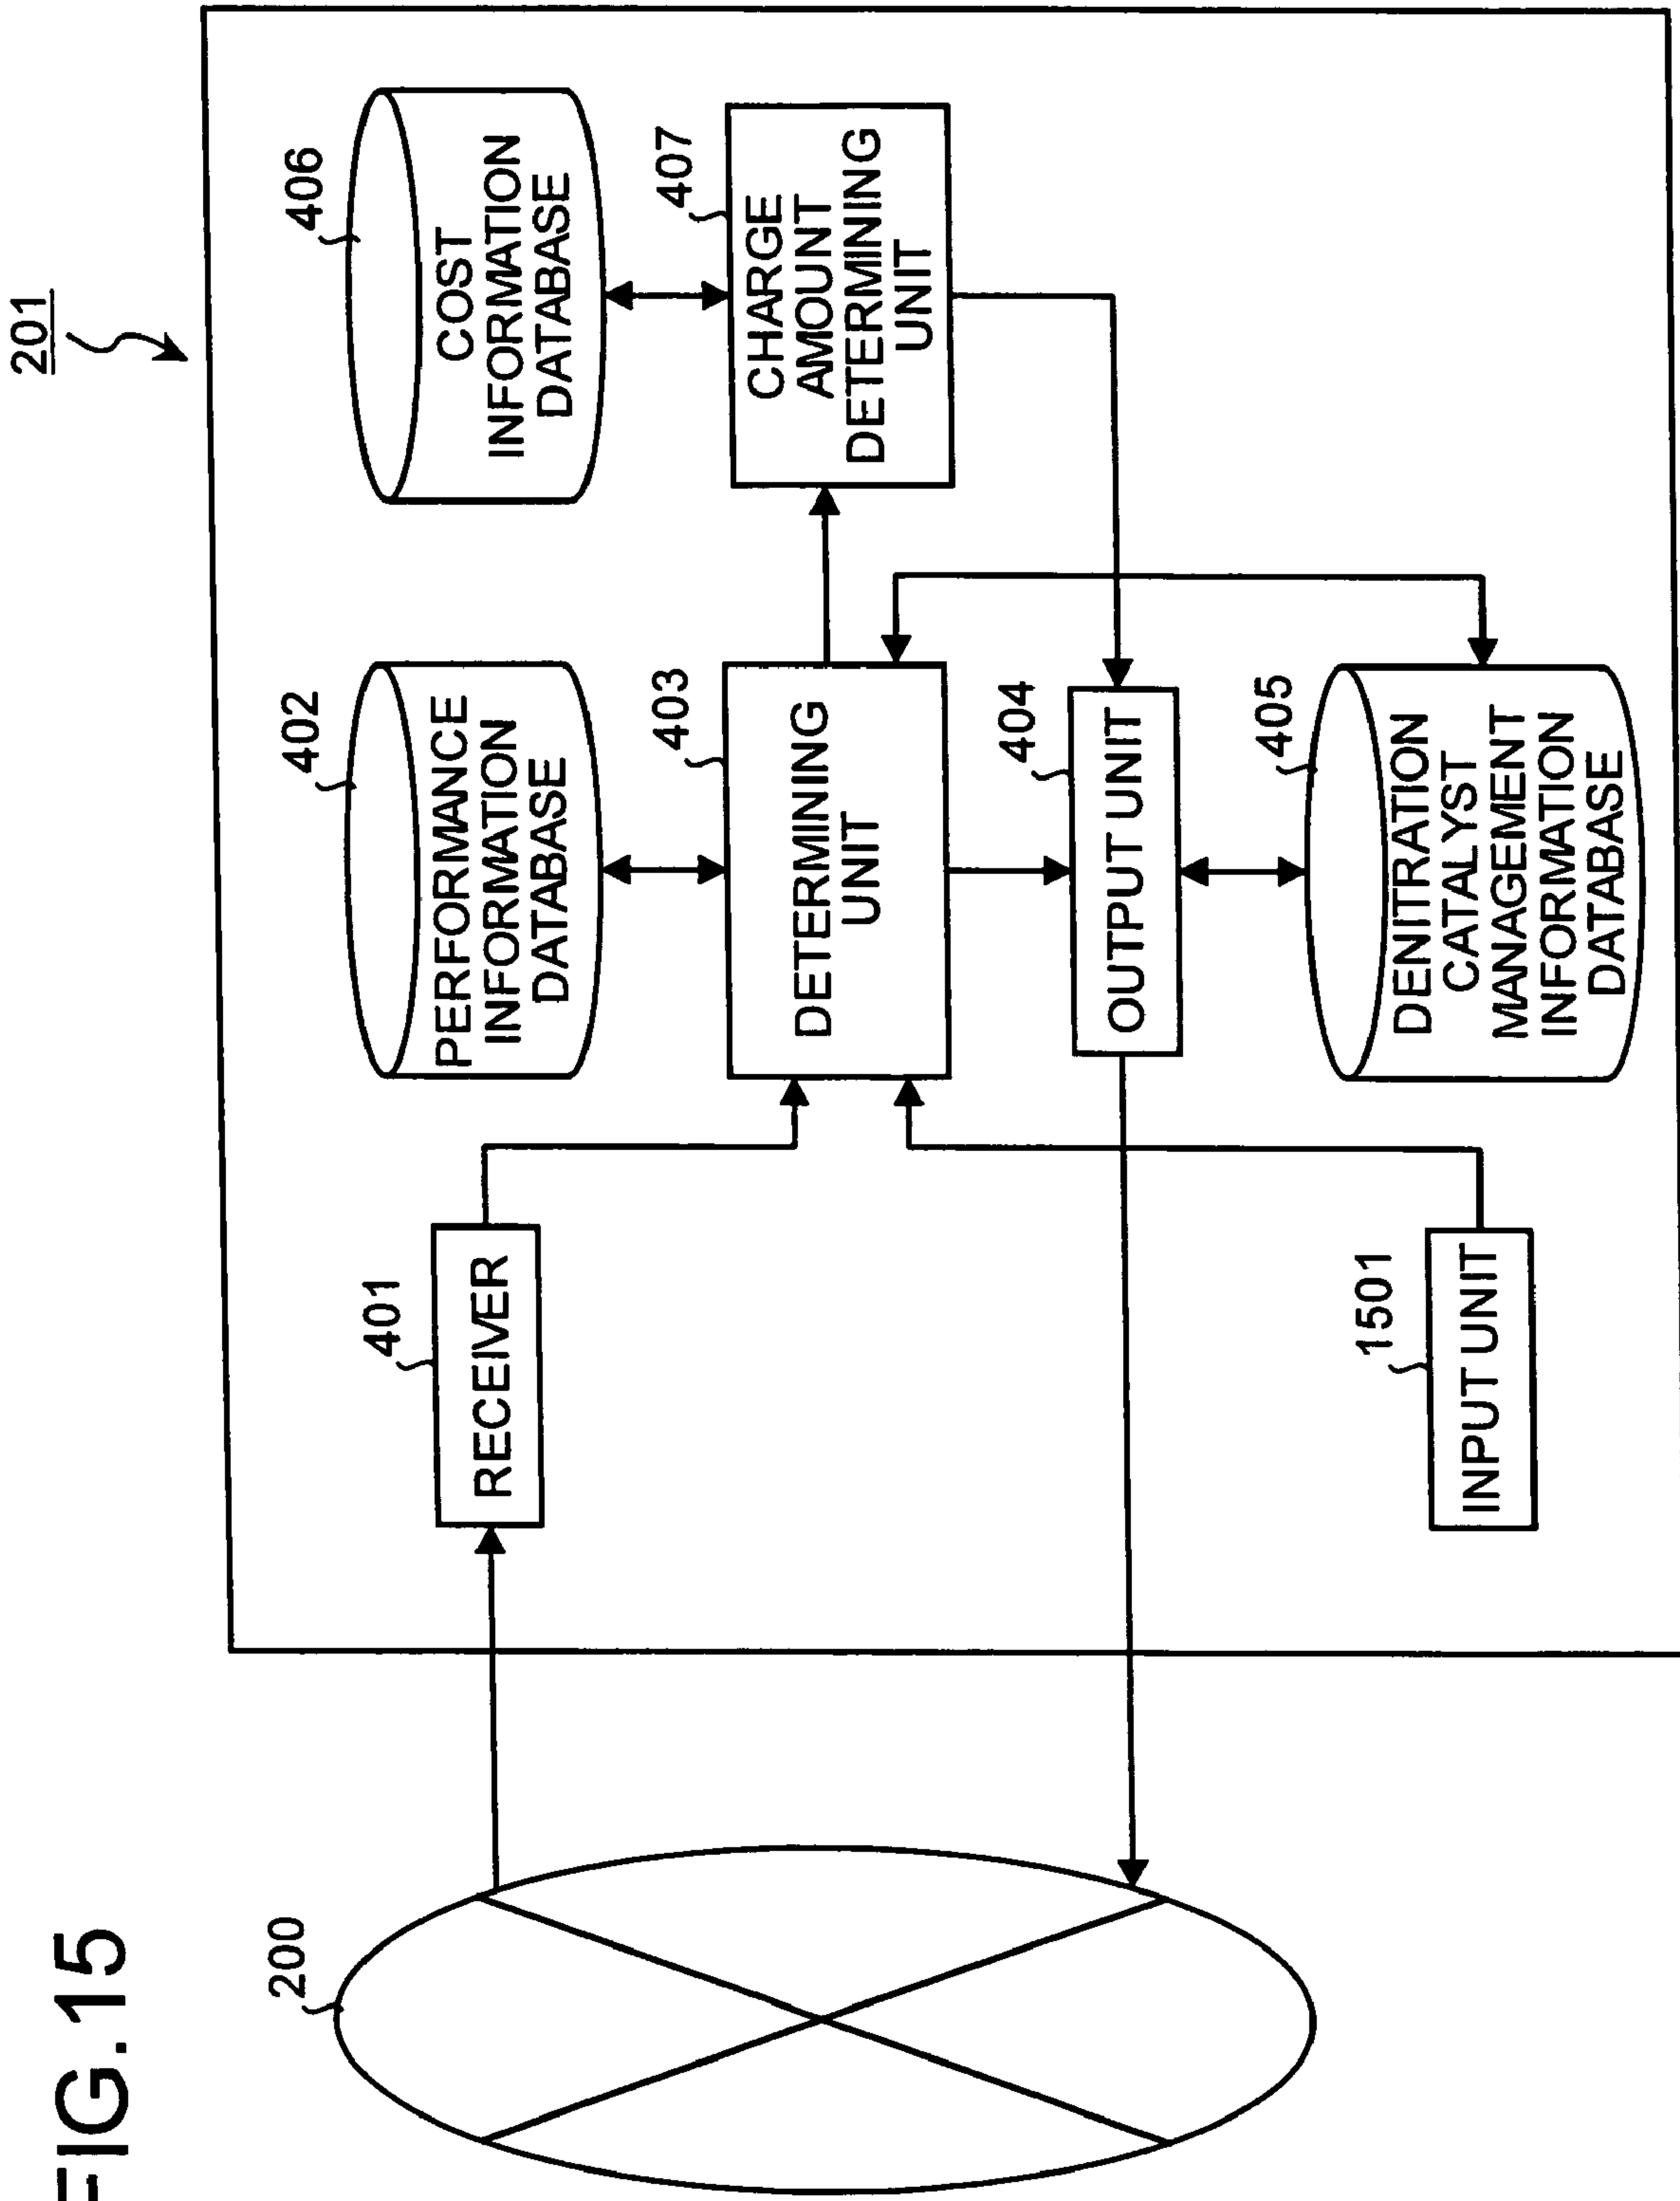 FIG.15
201
200
401
RECEIVER
402
PERFORMANCE
INFORMATION
DATABASE
406
COST
INFORMATION
DATABASE
403
DETERMINING
UNIT
407
CHARGE
AMOUNT
DETERMINING
UNIT
404
OUTPUT UNIT
1501
INPUT UNIT
405
DENITRATION
CATALYST
MANAGEMENT
INFORMATION
DATABASE